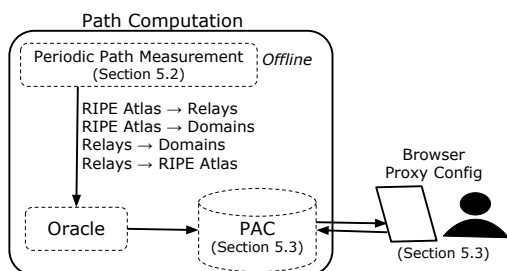 Path Computation
Periodic Path Measurement
(Section 5.2)
Offline
RIPE Atlas → Relays
RIPE Atlas → Domains
Relays → Domains
Relays → RIPE Atlas
Browser
Proxy Config
Oracle
PAC
(Section 5.3)
(Section 5.3)